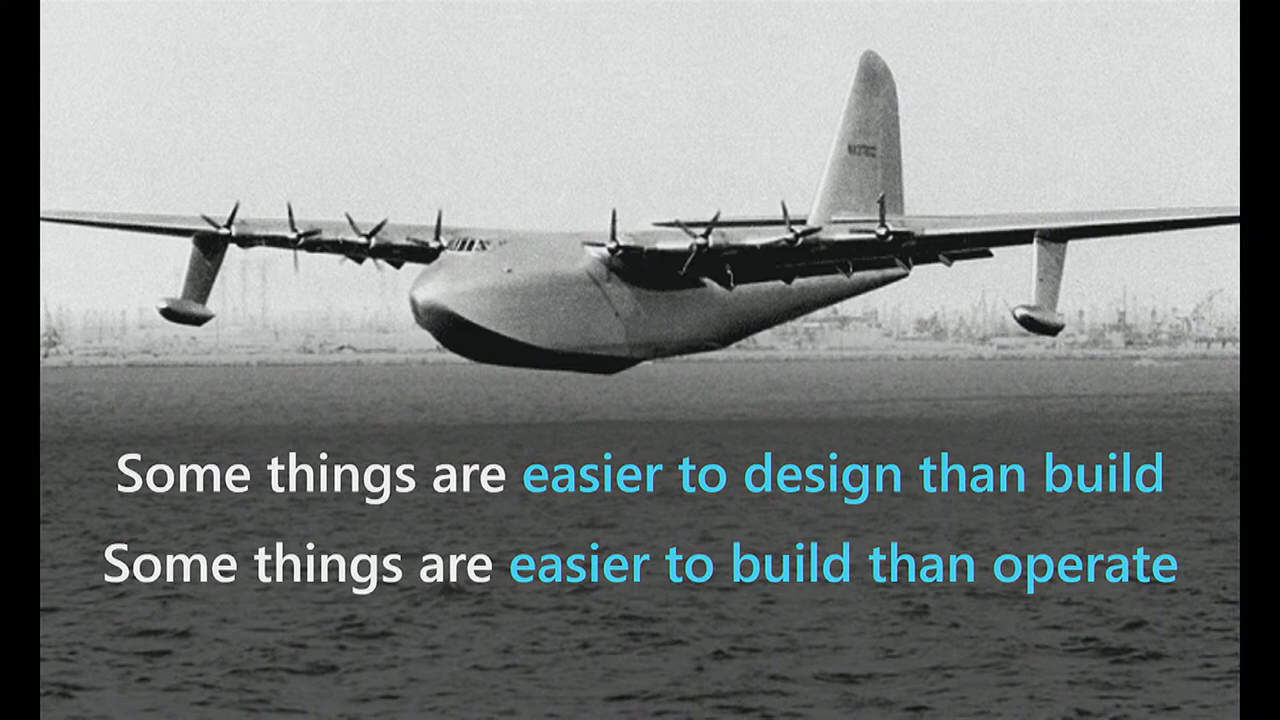 Some things are easier to design than build
Some things are easier to build than operate